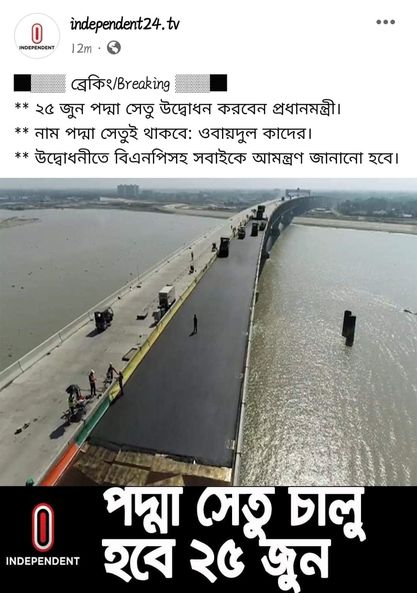 independent24.tv
INDEPENDENT
12m
ব্রেকিং/Breaking
** ২৫ জুন পদ্মা সেতু উদ্বোধন করবেন প্রধানমন্ত্রী।
** নাম পদ্মা সেতুই থাকবে: ওবায়দুল কাদের।
** উদ্বোধনীতে বিএনপিসহ সবাইকে আমন্ত্রণ জানানো হবে।
পদ্মা সেতু চালু
হবে ২৫ জুন
INDEPENDENT